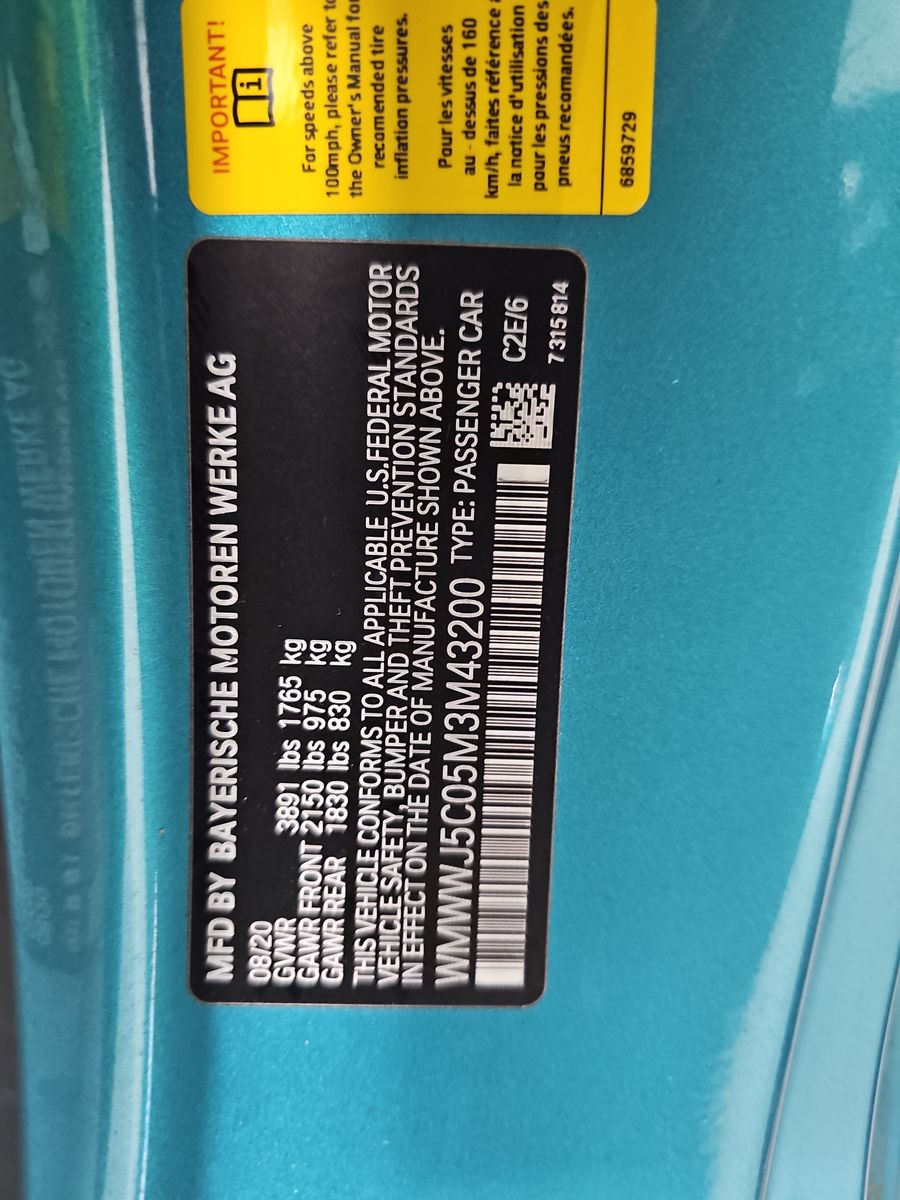 MFD BY BAYERISCHE MOTOREN WERKE AG
08/20
GVWR 3891 lbs 1765 kg
GAWR FRONT 2150 lbs 975 kg
GAWR REAR 1830 lbs 830 kg
THIS VEHICLE CONFORMS TO ALL APPLICABLE U.S.FEDERAL MOTOR
VEHICLE SAFETY, BUMPER AND THEFT PREVENTION STANDARDS
IN EFFECT ON THE DATE OF MANUFACTURE SHOWN ABOVE.
WMWWJ5C05M3M43200 TYPE: PASSENGER CAR
C2E/6
7315814
IMPORTANT!
For speeds above
100mph, please refer to
the Owner's Manual for
recomended tire
inflation pressures.
Pour les vitesses
au - dessus de 160
km/h, faites référence
la notice d'utilisation
pour les pressions des
pneus recomandées.
6859729